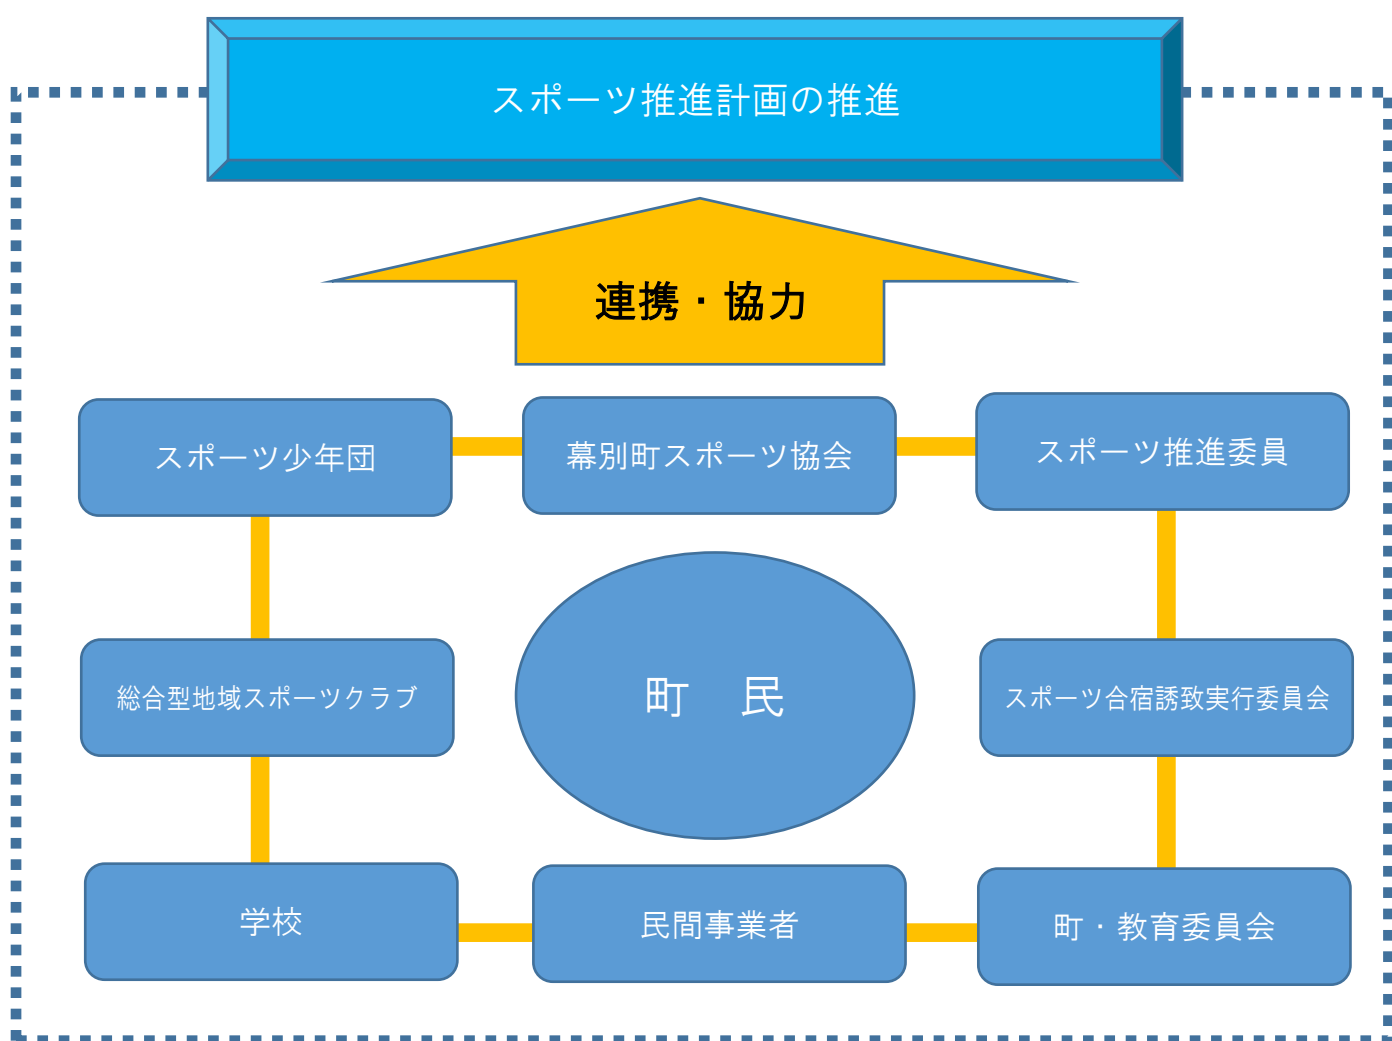 スポーツ推進計画の推進
連携・協力
スポーツ少年団
幕別町スポーツ協会
スポーツ推進委員
総合型地域スポーツクラブ
町　民
スポーツ合宿誘致実行委員会
学校
民間事業者
町・教育委員会